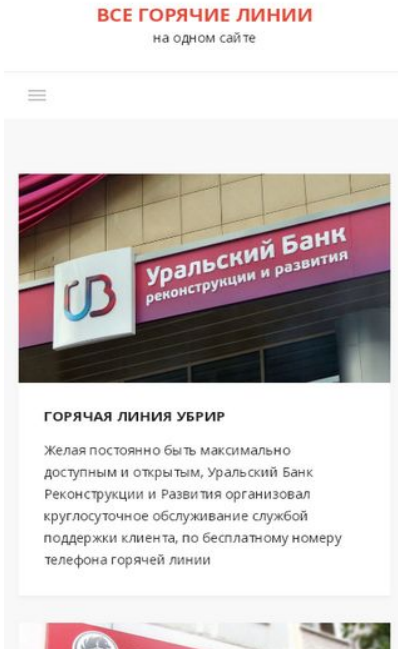 ВСЕ ГОРЯЧИЕ ЛИНИИ
на одном сайте
UB
Уральский Банк
реконструкции и развития
ГОРЯЧАЯ ЛИНИЯ УБРИР
Желая постоянно быть максимально
доступным и открытым, Уральский Банк
Реконструкции и Развития организовал
круглосуточное обслуживание службой
поддержки клиента, по бесплатному номеру
телефона горячей линии